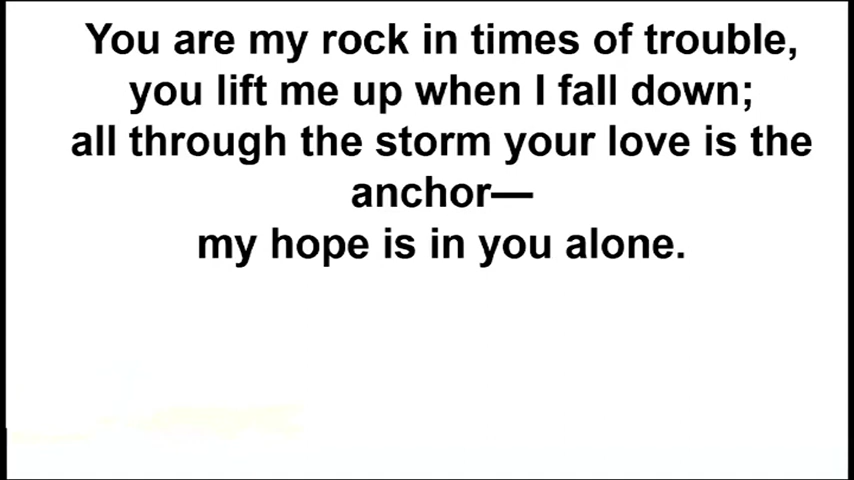 You are my rock in times of trouble,
you lift me up when I fall down;
all through the storm your love is the
anchor—
my hope is in you alone.